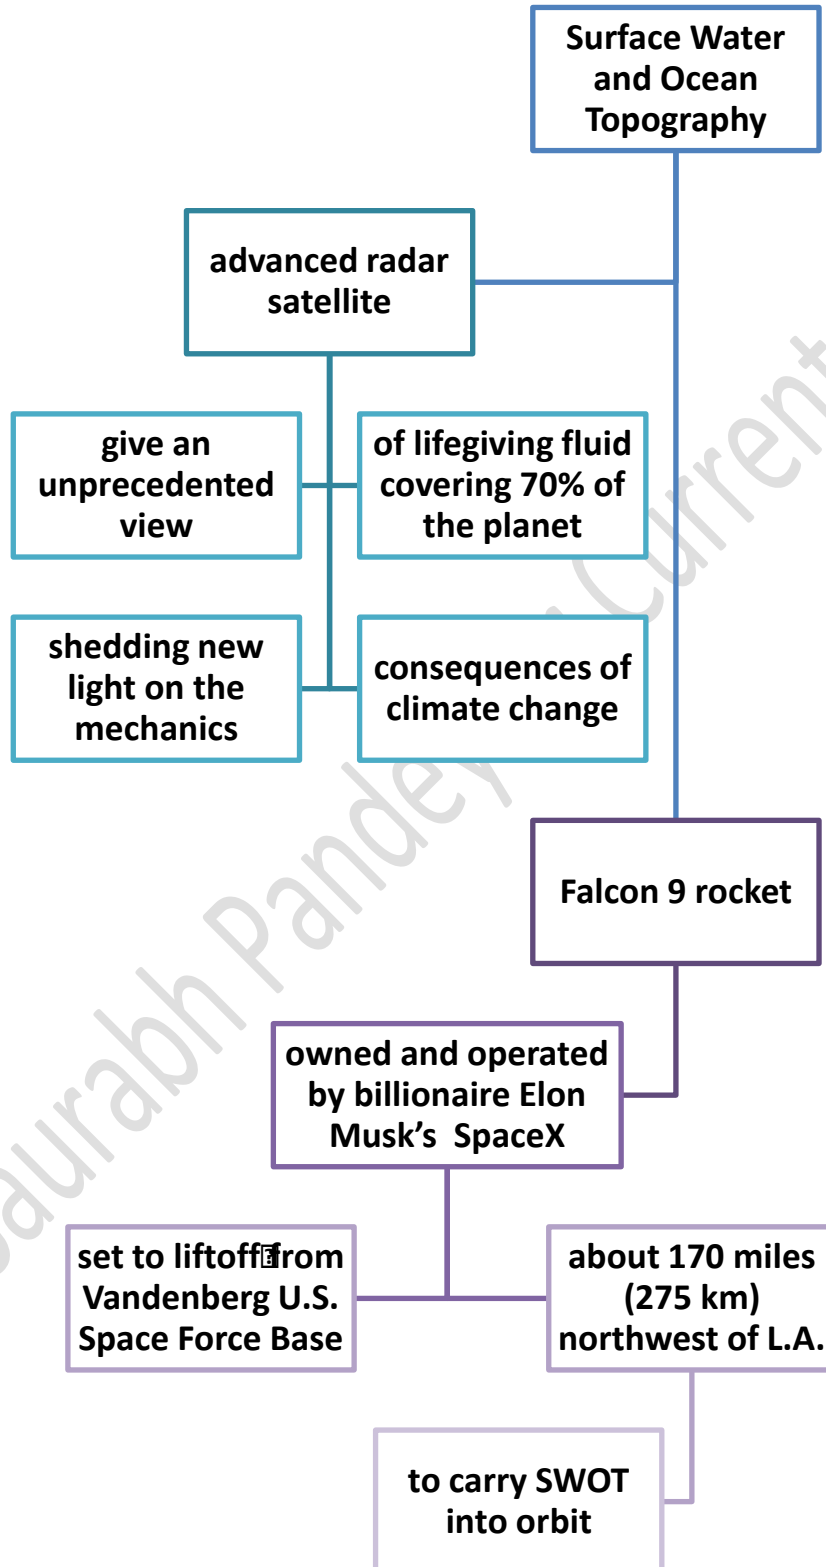 Surface Water
and Ocean
Topography
advanced radar
satellite
give an
unprecedented
view
of lifegiving fluid
covering 70% of
the planet
shedding new
light on the
mechanics
consequences of
climate change
Falcon 9 rocket
owned and operated
by billionaire Elon
Musk’s SpaceX
set to liftoff from
Vandenberg U.S.
Space Force Base
about 170 miles
(275 km)
northwest of L.A.
to carry SWOT
into orbit
Saurabh Pandey Current